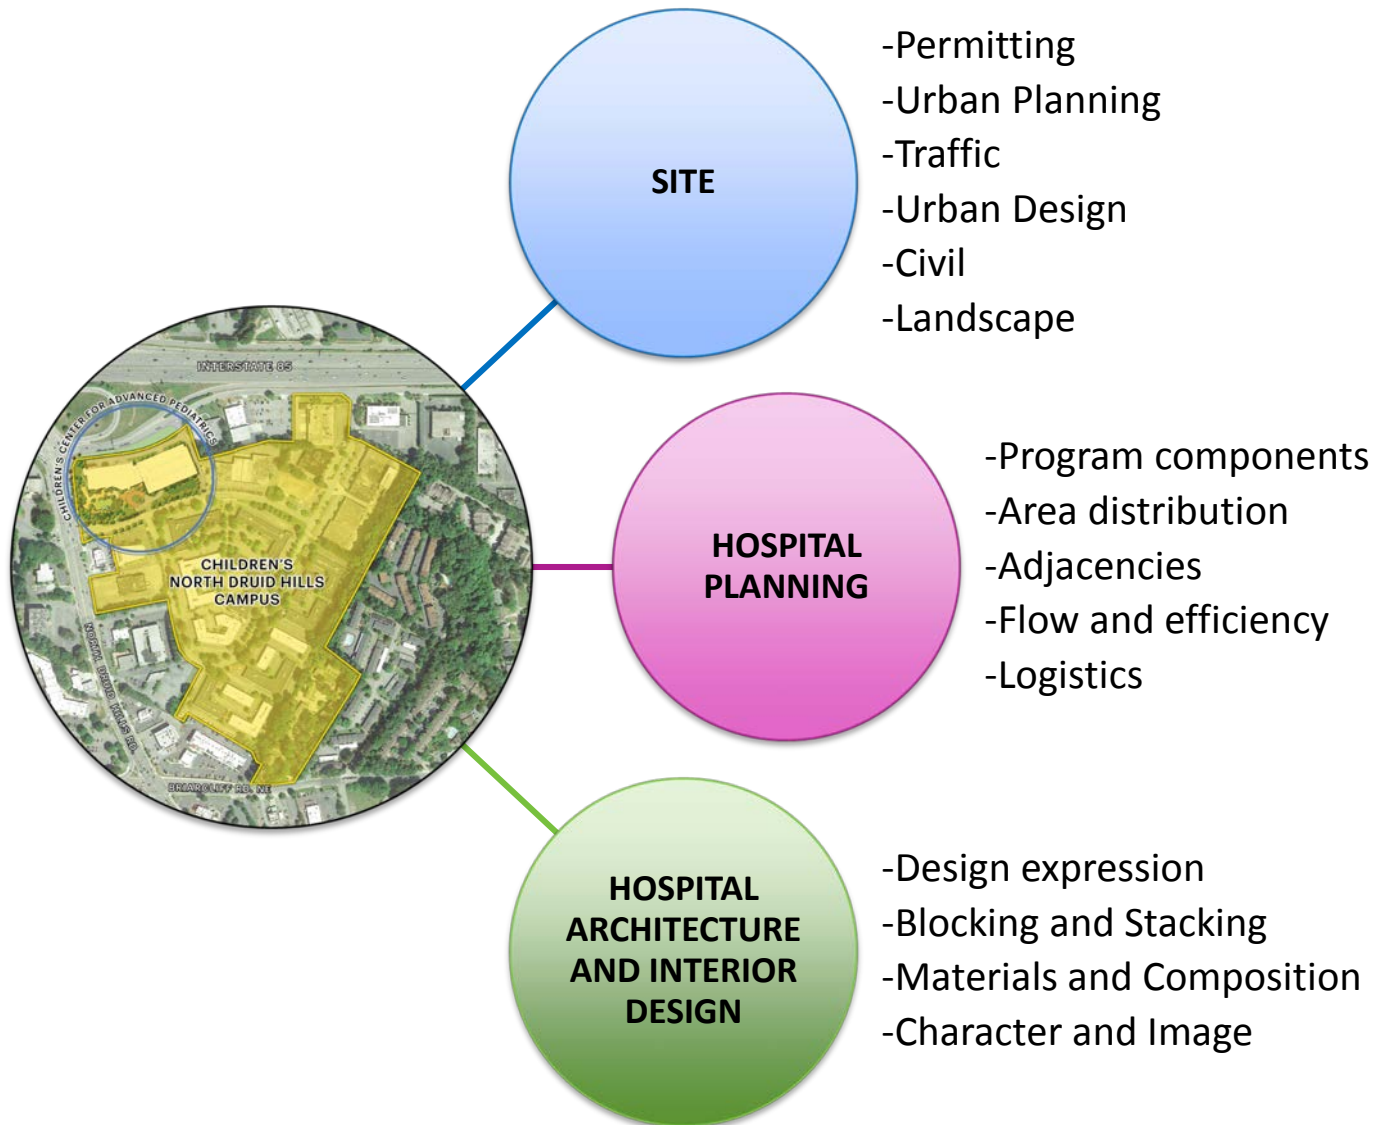 SITE
-Permitting
-Urban Planning
-Traffic
-Urban Design
-Civil
-Landscape
INTERSTATE 85
CHILDREN'S CENTER FOR ADVANCED PEDIATRICS
CHILDREN'S
NORTH DRUID HILLS
CAMPUS
NORTH DRUID HILLS RD.
BRIARCLIFF RD. NE
HOSPITAL
PLANNING
-Program components
-Area distribution
-Adjacencies
-Flow and efficiency
-Logistics
HOSPITAL
ARCHITECTURE
AND INTERIOR
DESIGN
-Design expression
-Blocking and Stacking
-Materials and Composition
-Character and Image